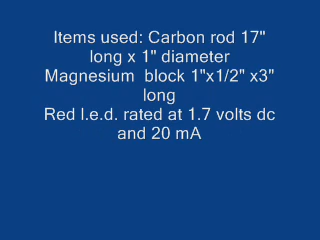 Items used: Carbon rod 17"
long x 1" diameter
Magnesium  block 1"x1/2" x3"
long
Red l.e.d. rated at 1.7 volts dc
and 20 mA